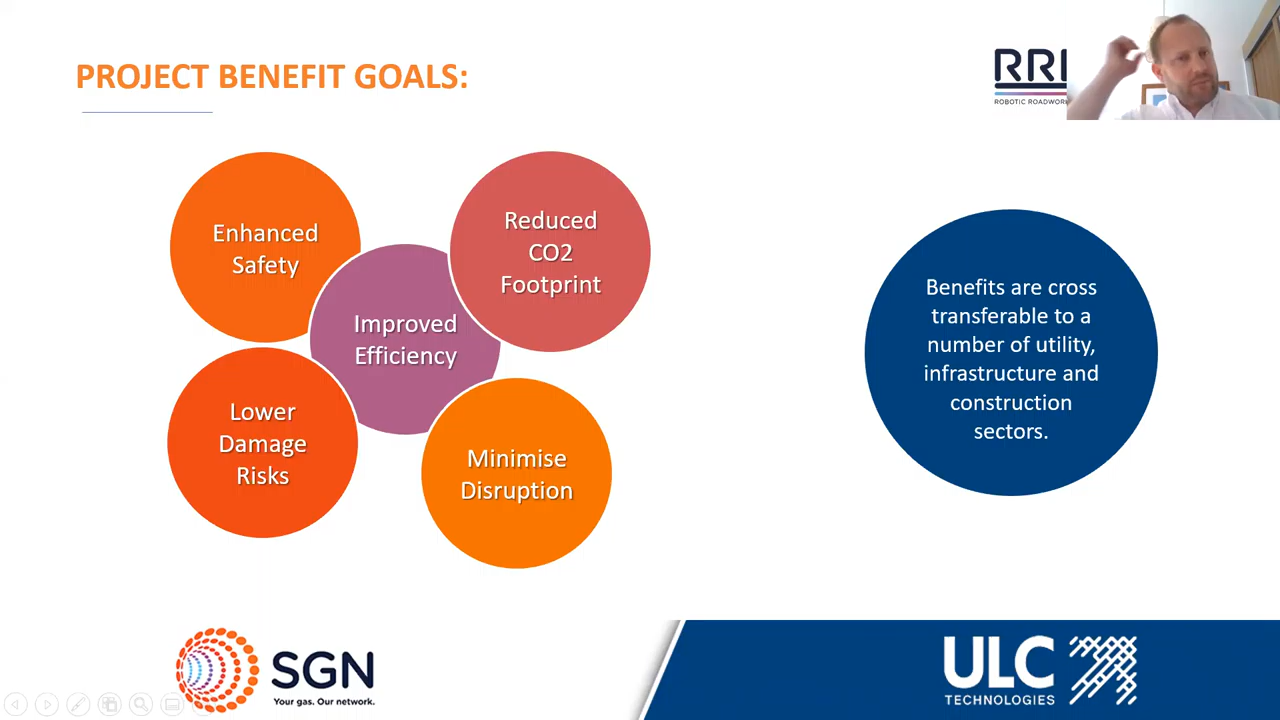 PROJECT BENEFIT GOALS:
RRI
ROBOTIC
Enhanced
Safety
Reduced
CO2
Footprint
Improved
Efficiency
Lower
Damage
Risks
Minimise
Disruption
Benefits are cross
transferable to a
number of utility,
infrastructure and
construction
sectors.
SGN
Your gas. Our network.
ULC
TECHNOLOGIES